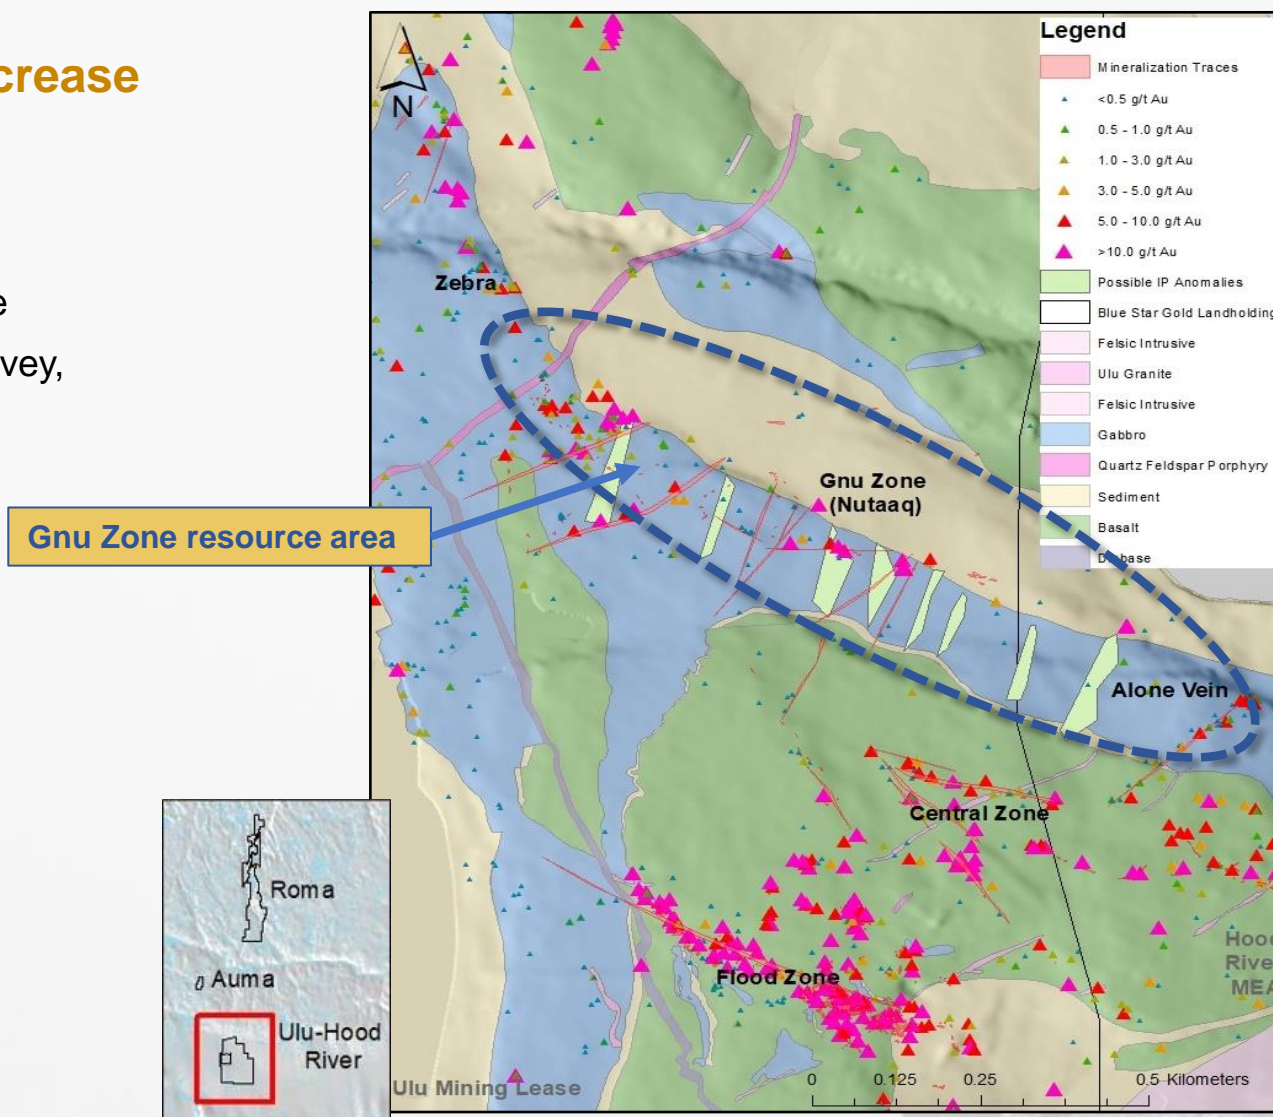 crease
e
vey,
Gnu Zone resource area
N
Zebra
Gnu Zone
(Nutaaq)
Alone Vein
Central Zone
Flood Zone
Hood
River
MEA
Ulu Mining Lease
0 0.125 0.25 0.5 Kilometers
Legend
Mineralization Traces
<0.5 g/t Au
0.5 - 1.0 g/t Au
1.0 - 3.0 g/t Au
3.0 - 5.0 g/t Au
5.0 - 10.0 g/t Au
>10.0 g/t Au
Possible IP Anomalies
Blue Star Gold Landholding
Felsic Intrusive
Ulu Granite
Felsic Intrusive
Gabbro
Quartz Feldspar Porphyry
Sediment
Basalt
Diabase
Roma
Auma
Ulu-Hood
River